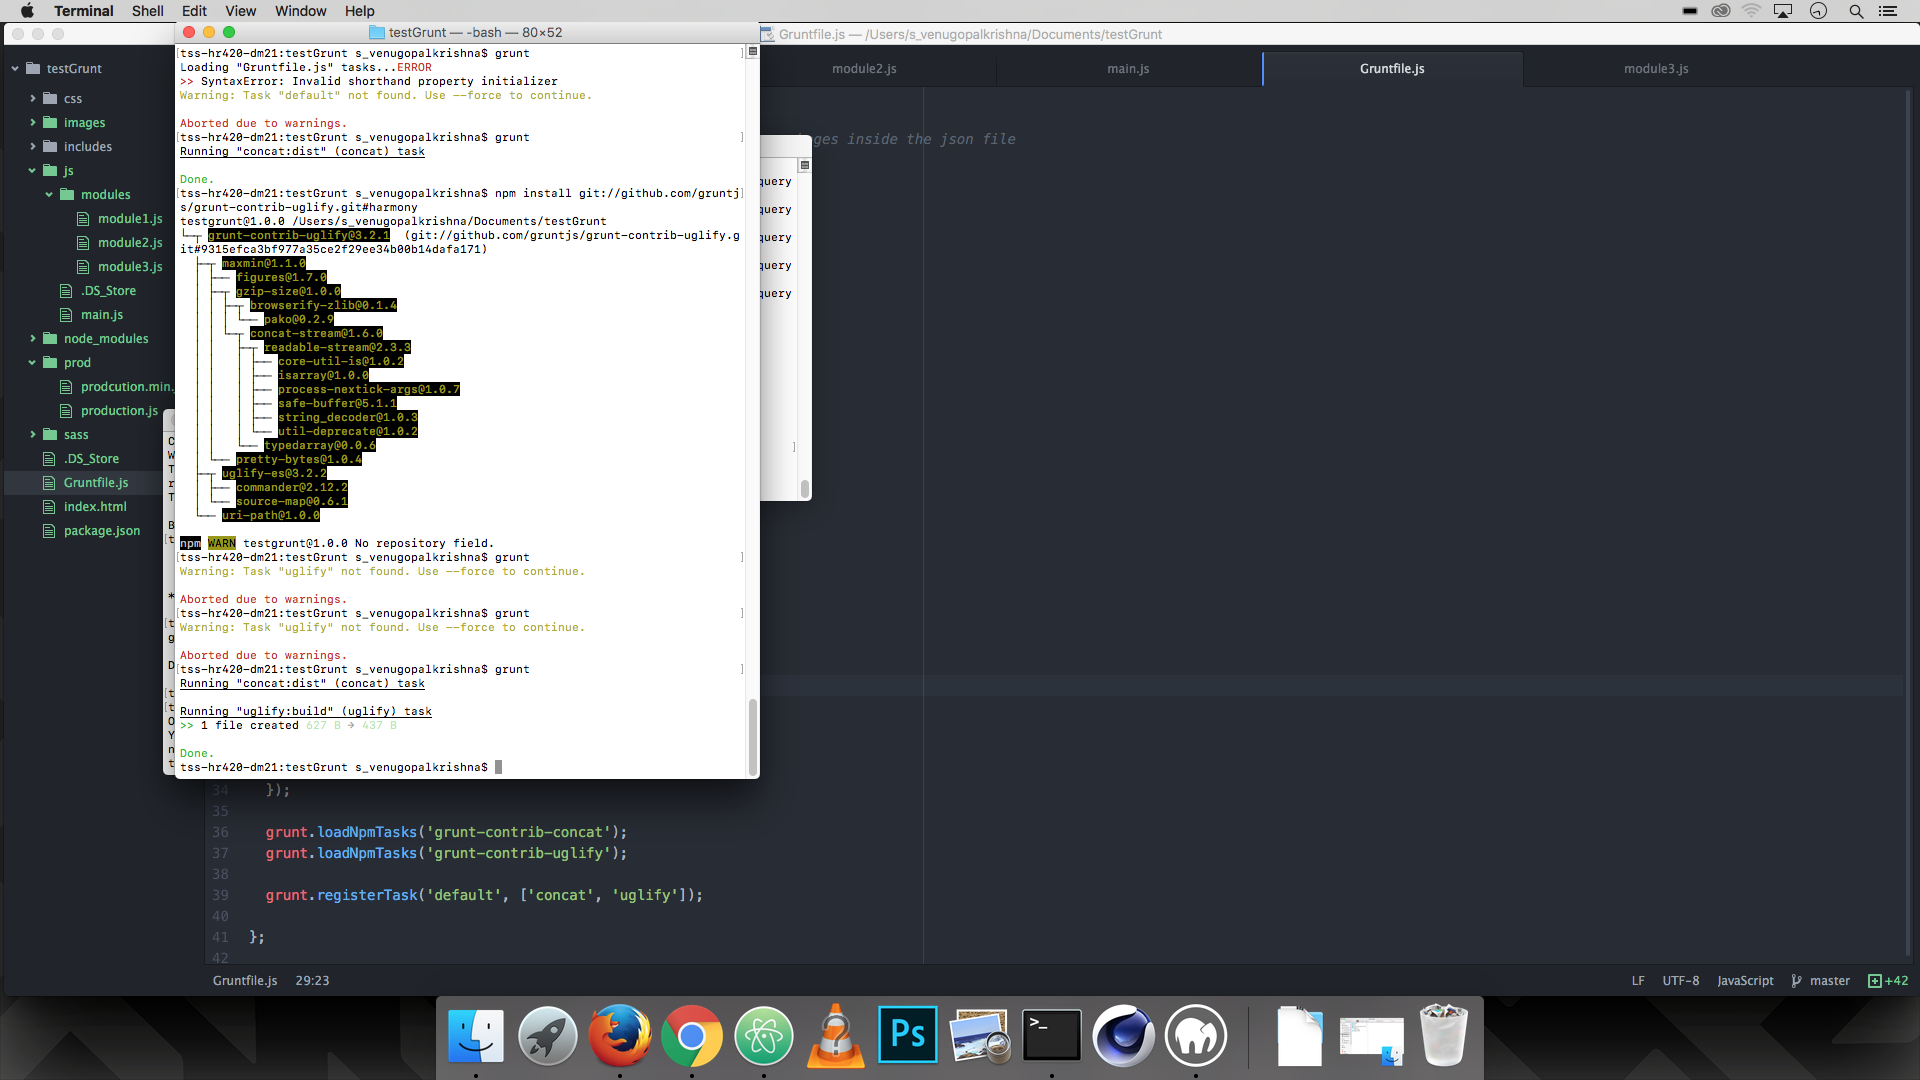 Terminal Shell Edit View Window Help
testGrunt — -bash — 80×52
Gruntfile.js — /Users/s_venugopalkrishna/Documents/testGrunt
testGrunt
css
images
includes
js
modules
module1.js
module2.js
module3.js
.DS_Store
main.js
node_modules
prod
prodcution.min.
production.js
sass
.DS_Store
Gruntfile.js
index.html
package.json
[tss-hr420-dm21:testGrunt s_venugopalkrishna$ grunt ]
Loading "Gruntfile.js" tasks...ERROR
>> SyntaxError: Invalid shorthand property initializer
Warning: Task "default" not found. Use --force to continue.
Aborted due to warnings.
[tss-hr420-dm21:testGrunt s_venugopalkrishna$ grunt ]
Running "concat:dist" (concat) task
Done.
[tss-hr420-dm21:testGrunt s_venugopalkrishna$ npm install git://github.com/gruntj]
s/grunt-contrib-uglify.git#harmony
testgrunt@1.0.0 /Users/s_venugopalkrishna/Documents/testGrunt
└─┬ grunt-contrib-uglify@3.2.1 (git://github.com/gruntjs/grunt-contrib-uglify.g
it#9315efca3bf977a35ce2f29ee34b00b14dafa171)
├─┬ maxmin@1.1.0
│ ├── figures@1.7.0
│ ├─┬ gzip-size@1.0.0
│ │ ├─┬ browserify-zlib@0.1.4
│ │ │ └── pako@0.2.9
│ │ └─┬ concat-stream@1.6.0
│ │   ├─┬ readable-stream@2.3.3
│ │   │ ├── core-util-is@1.0.2
│ │   │ ├── isarray@1.0.0
│ │   │ ├── process-nextick-args@1.0.7
│ │   │ ├── safe-buffer@5.1.1
│ │   │ ├── string_decoder@1.0.3
│ │   │ └── util-deprecate@1.0.2
│ │   └── typedarray@0.0.6
│ └── pretty-bytes@1.0.4
├─┬ uglify-es@3.2.2
│ ├── commander@2.12.2
│ └── source-map@0.6.1
└── uri-path@1.0.0
npm WARN testgrunt@1.0.0 No repository field.
[tss-hr420-dm21:testGrunt s_venugopalkrishna$ grunt ]
Warning: Task "uglify" not found. Use --force to continue.
Aborted due to warnings.
[tss-hr420-dm21:testGrunt s_venugopalkrishna$ grunt ]
Warning: Task "uglify" not found. Use --force to continue.
Aborted due to warnings.
[tss-hr420-dm21:testGrunt s_venugopalkrishna$ grunt ]
Running "concat:dist" (concat) task
Running "uglify:build" (uglify) task
>> 1 file created 627 B → 437 B
Done.
tss-hr420-dm21:testGrunt s_venugopalkrishna$
module2.js main.js Gruntfile.js module3.js
ges inside the json file
query
query
query
query
query
34 });
35
36 grunt.loadNpmTasks('grunt-contrib-concat');
37 grunt.loadNpmTasks('grunt-contrib-uglify');
38
39 grunt.registerTask('default', ['concat', 'uglify']);
40
41 };
42
Gruntfile.js 29:23 LF UTF-8 JavaScript master +42
Ps
>_